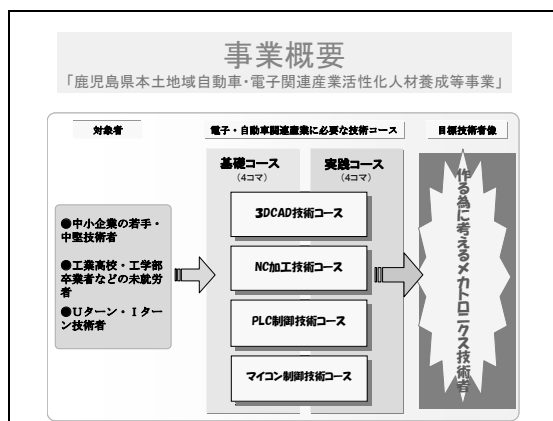 事業概要
「鹿児島県本土地域自動車・電子関連産業活性化人材養成等事業」
対象者
電子・自動車関連産業に必要な技術コース
目標技術者像
基礎コース
(4コマ)
実践コース
(4コマ)
●中小企業の若手・
中堅技術者
●工業高校・工学部
卒業者などの未就労
者
●Uターン・Iター
ン技術者
3DCAD技術コース
NC加工技術コース
PLC制御技術コース
マイコン制御技術コース
作る為に考えるメカトロニクス技術者